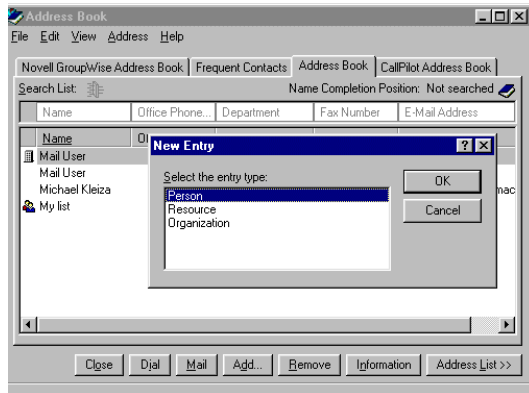 Address Book
File Edit View Address Help
Novell GroupWise Address Book Frequent Contacts Address Book CallPilot Address Book
Search List: Name Completion Position: Not searched
Name Office Phone... Department Fax Number E-Mail Address
Name
New Entry
Mail User
Mail User
Michael Kleiza
My list
Select the entry type:
Person
Resource
Organization
OK
Cancel
Close Dial Mail Add... Remove Information Address List >>